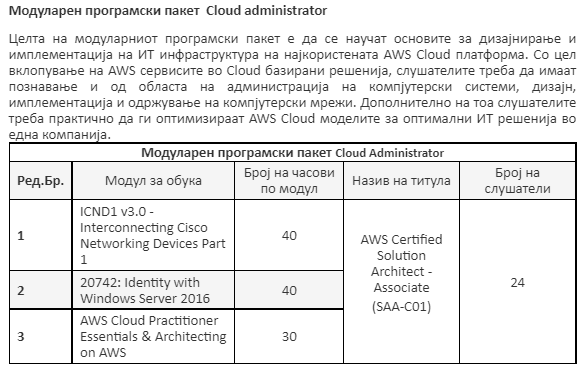 Модуларен програмски пакет Cloud administrator
Целта на модуларниот програмски пакет е да се научат основите за дизајнирање и
имплементација на ИТ инфраструктура на најкористената AWS Cloud платформа. Со цел
вклопување на AWS сервисите во Cloud базирани решенија, слушателите треба да имаат
познавање и од областа на администрација на компјутерски системи, дизајн,
имплементација и одржување на компјутерски мрежи. Дополнително на тоа слушателите
треба практично да ги оптимизираат AWS Cloud моделите за оптимални ИТ решенија во
една компанија.
Модуларен програмски пакет Cloud Administrator
Ред.Бр.
Модул за обука
Број на часови
по модул
Назив на титула
Број на
слушатели
1
ICND1 v3.0 -
Interconnecting Cisco
Networking Devices Part
1
40
2
20742: Identity with
Windows Server 2016
40
3
AWS Cloud Practitioner
Essentials & Architecting
on AWS
30
AWS Certified
Solution
Architect -
Associate
(SAA-C01)
24